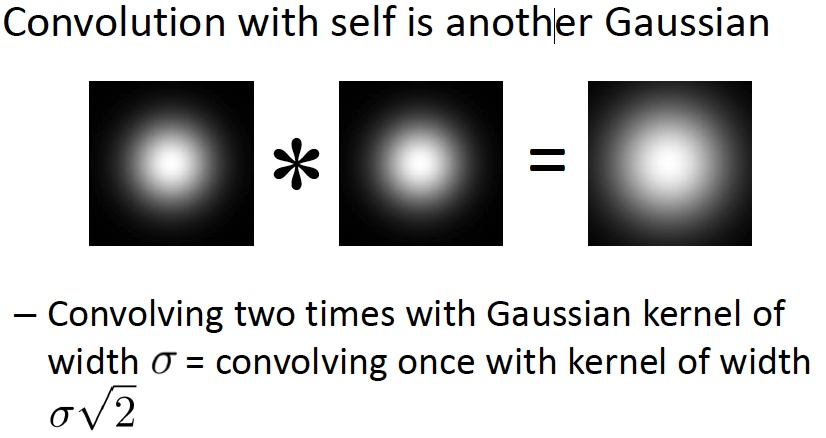 Convolution with self is another Gaussian
* =
– Convolving two times with Gaussian kernel of
width σ = convolving once with kernel of width
σ√2